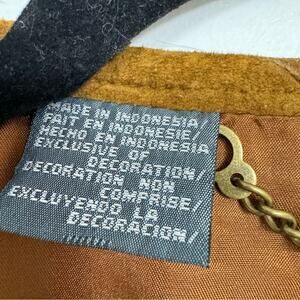 MADE IN INDONESIA/
FAIT EN INDONESIE/
HECHO EN INDONESIA
EXCLUSIVE OF
DECORATION/
DECORATION NON
COMPRISE/
EXCLUYENDO LA
DECORACION/